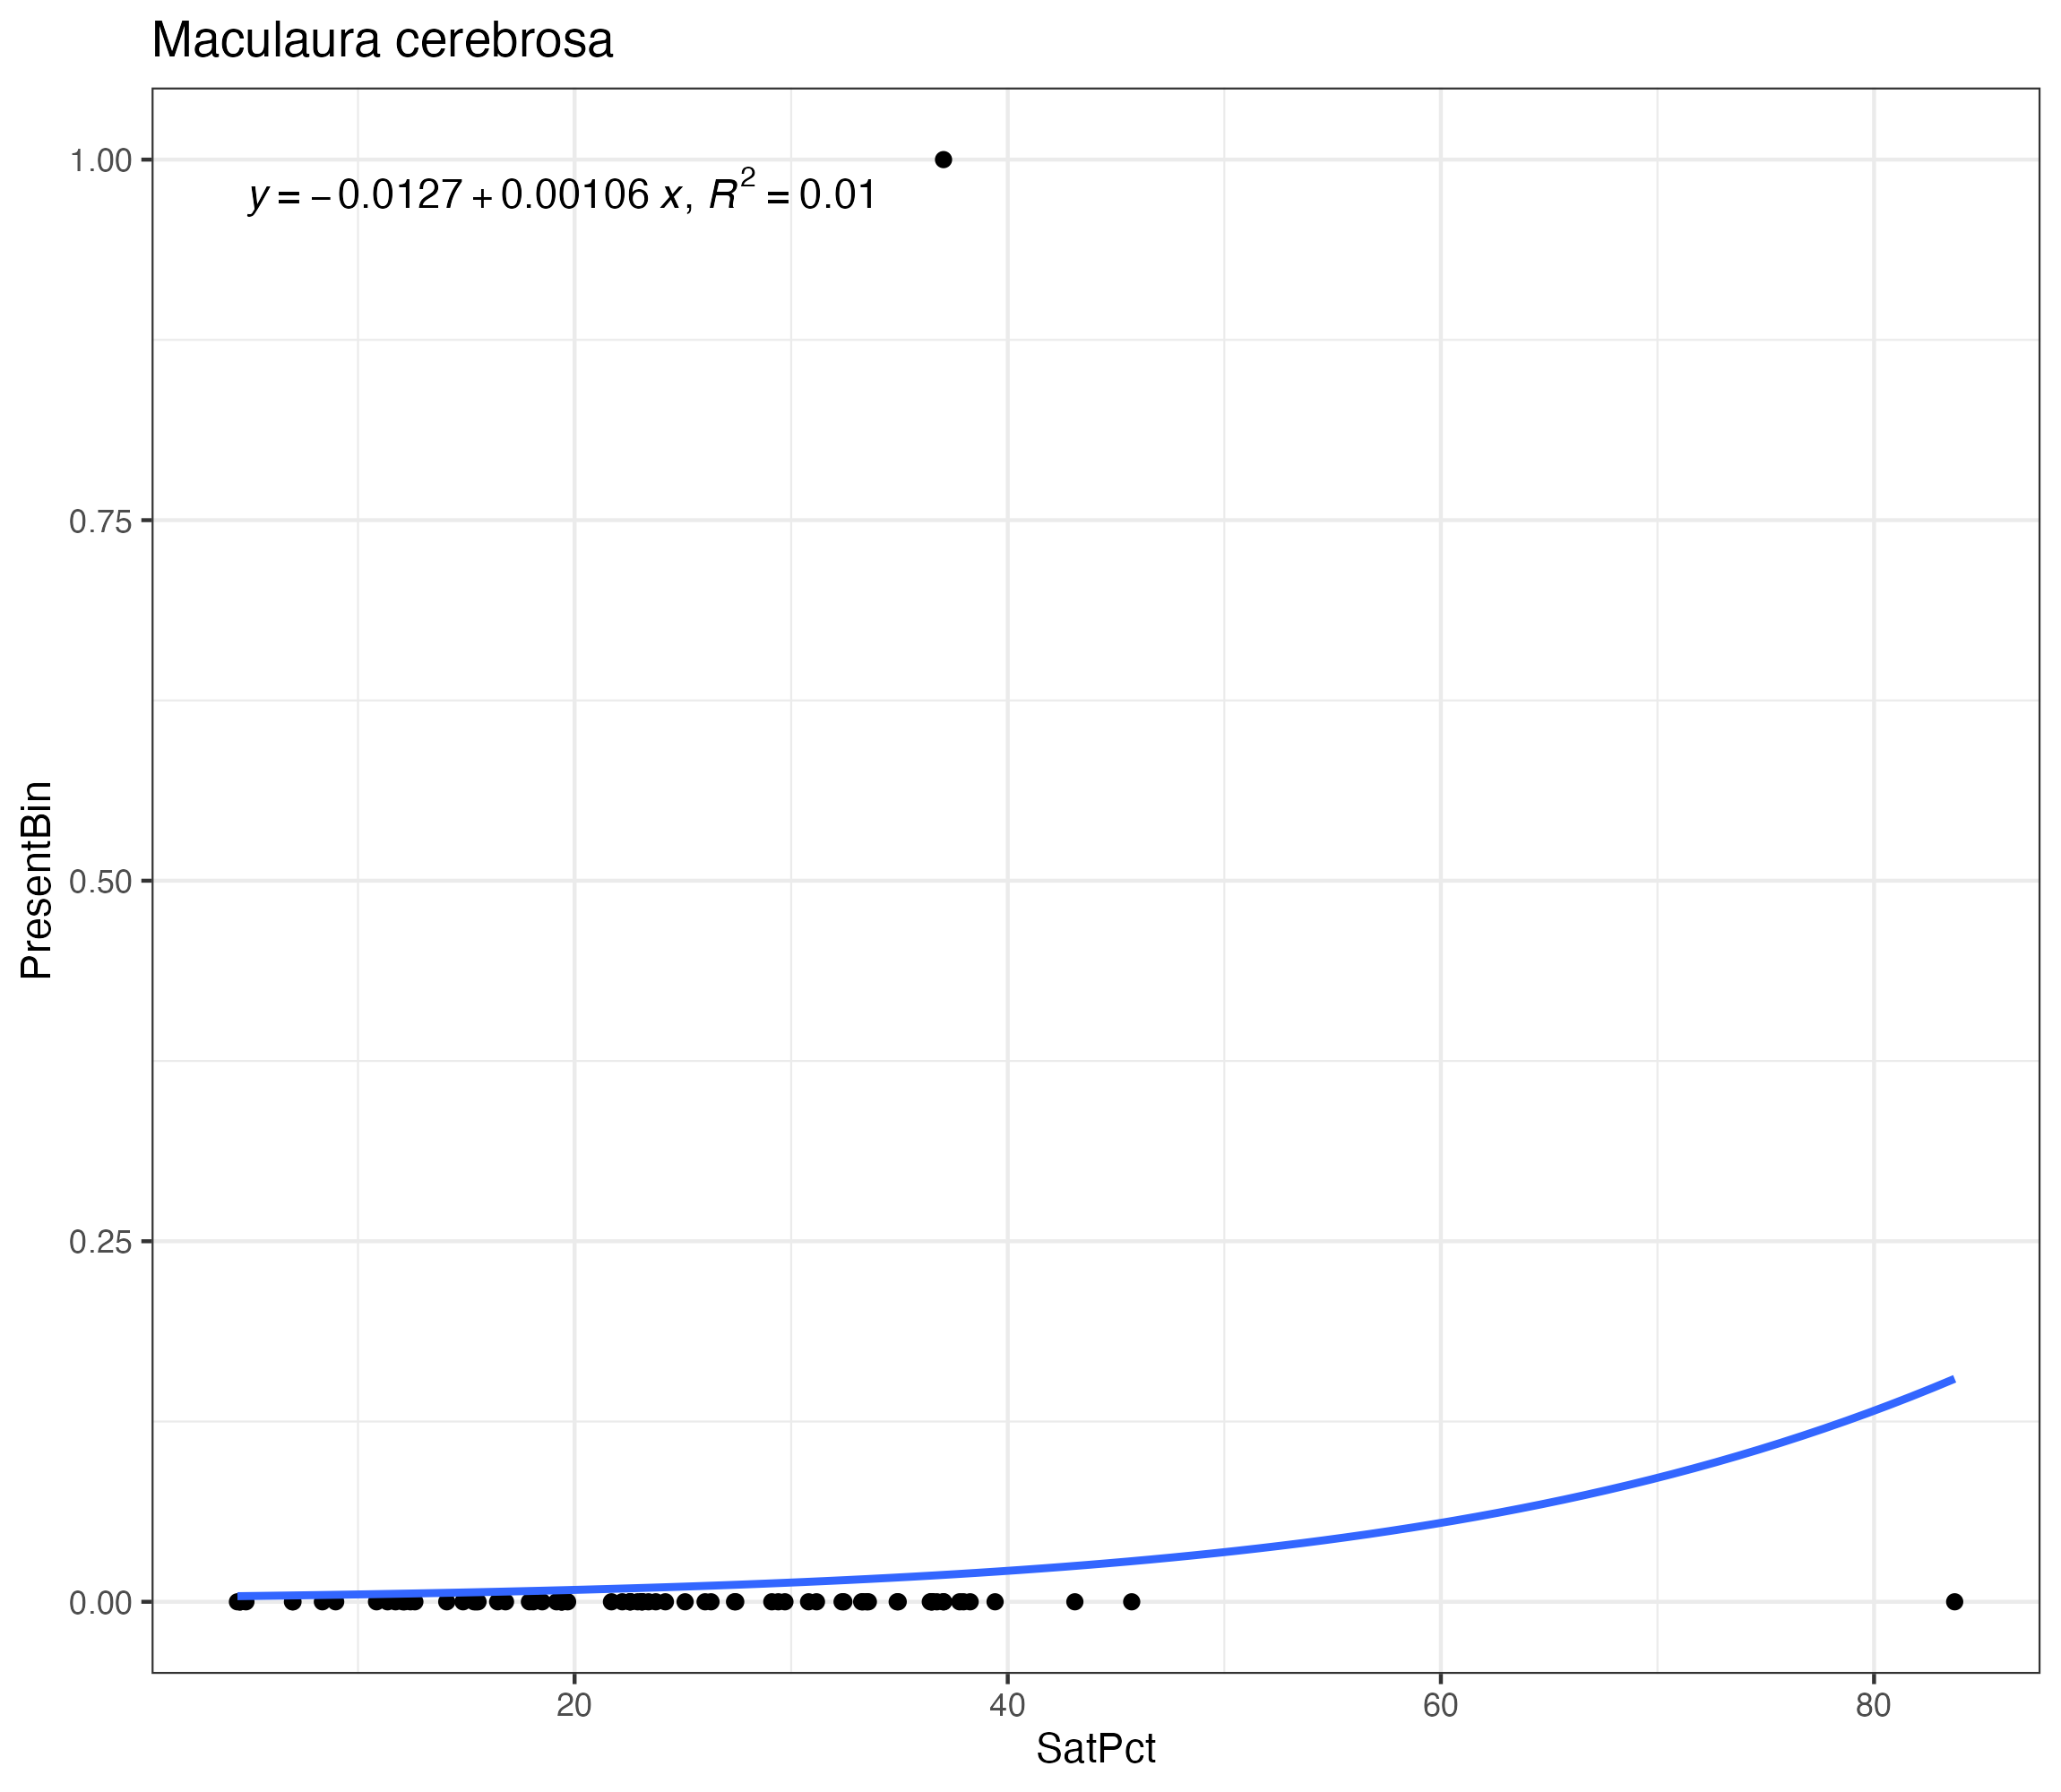 Maculaura cerebrosa
y = −0.0127 + 0.00106 x, R² = 0.01
1.00
0.75
0.50
0.25
0.00
PresentBin
20 40 60 80
SatPct